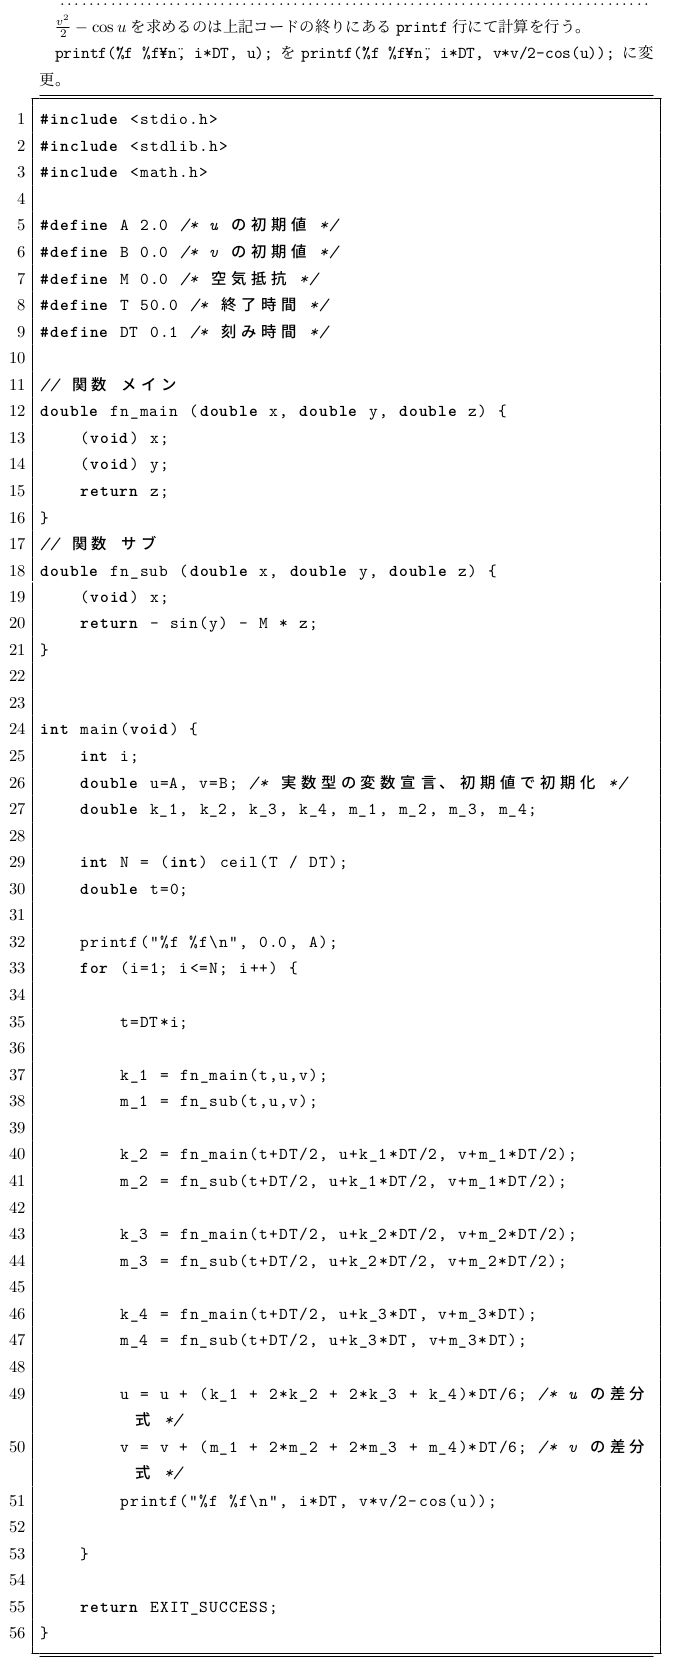 v²/2 − cos u を求めるのは上記コードの終りにある printf 行にて計算を行う。
printf(”%f %f¥n”, i*DT, u); を printf(”%f %f¥n”, i*DT, v*v/2-cos(u)); に変
更。
1 #include <stdio.h>
2 #include <stdlib.h>
3 #include <math.h>
4
5 #define A 2.0 /* u の初期値 */
6 #define B 0.0 /* v の初期値 */
7 #define M 0.0 /* 空気抵抗 */
8 #define T 50.0 /* 終了時間 */
9 #define DT 0.1 /* 刻み時間 */
10
11 // 関数 メイン
12 double fn_main (double x, double y, double z) {
13     (void) x;
14     (void) y;
15     return z;
16 }
17 // 関数 サブ
18 double fn_sub (double x, double y, double z) {
19     (void) x;
20     return - sin(y) - M * z;
21 }
22
23
24 int main(void) {
25     int i;
26     double u=A, v=B; /* 実数型の変数宣言、初期値で初期化 */
27     double k_1, k_2, k_3, k_4, m_1, m_2, m_3, m_4;
28
29     int N = (int) ceil(T / DT);
30     double t=0;
31
32     printf("%f %f\n", 0.0, A);
33     for (i=1; i<=N; i++) {
34
35         t=DT*i;
36
37         k_1 = fn_main(t,u,v);
38         m_1 = fn_sub(t,u,v);
39
40         k_2 = fn_main(t+DT/2, u+k_1*DT/2, v+m_1*DT/2);
41         m_2 = fn_sub(t+DT/2, u+k_1*DT/2, v+m_1*DT/2);
42
43         k_3 = fn_main(t+DT/2, u+k_2*DT/2, v+m_2*DT/2);
44         m_3 = fn_sub(t+DT/2, u+k_2*DT/2, v+m_2*DT/2);
45
46         k_4 = fn_main(t+DT/2, u+k_3*DT, v+m_3*DT);
47         m_4 = fn_sub(t+DT/2, u+k_3*DT, v+m_3*DT);
48
49         u = u + (k_1 + 2*k_2 + 2*k_3 + k_4)*DT/6; /* u の差分
式 */
50         v = v + (m_1 + 2*m_2 + 2*m_3 + m_4)*DT/6; /* v の差分
式 */
51         printf("%f %f\n", i*DT, v*v/2-cos(u));
52
53     }
54
55     return EXIT_SUCCESS;
56 }